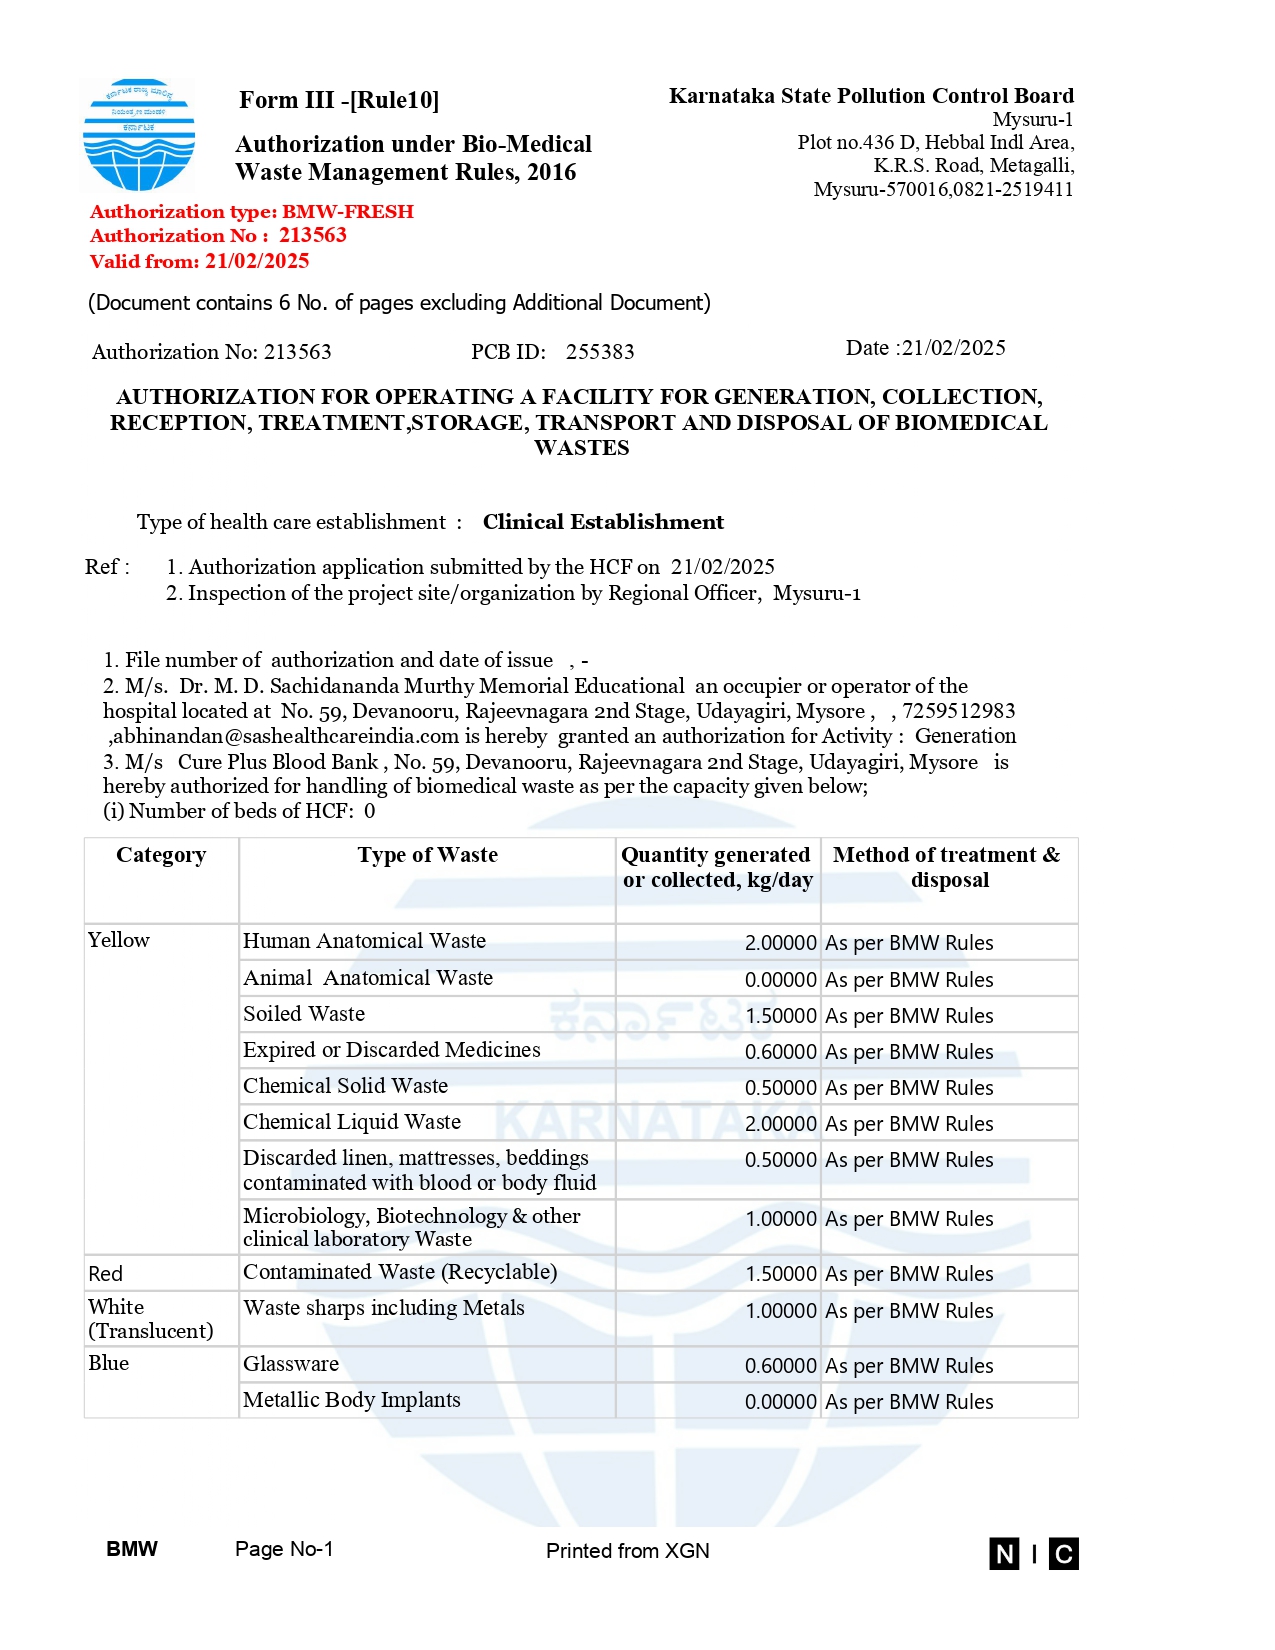 ಕರ್ನಾಟಕ ರಾಜ್ಯ ಮಾಲಿನ್ಯ
ನಿಯಂತ್ರಣ ಮಂಡಳಿ
ಕರ್ನಾಟಕ
Form III -[Rule10]
Authorization under Bio-Medical
Waste Management Rules, 2016
Karnataka State Pollution Control Board
Mysuru-1
Plot no.436 D, Hebbal Indl Area,
K.R.S. Road, Metagalli,
Mysuru-570016,0821-2519411
Authorization type: BMW-FRESH
Authorization No : 213563
Valid from: 21/02/2025
(Document contains 6 No. of pages excluding Additional Document)
Authorization No: 213563 PCB ID: 255383 Date :21/02/2025
AUTHORIZATION FOR OPERATING A FACILITY FOR GENERATION, COLLECTION,
RECEPTION, TREATMENT,STORAGE, TRANSPORT AND DISPOSAL OF BIOMEDICAL
WASTES
Type of health care establishment : Clinical Establishment
Ref : 1. Authorization application submitted by the HCF on 21/02/2025
2. Inspection of the project site/organization by Regional Officer, Mysuru-1
1. File number of authorization and date of issue , -
2. M/s. Dr. M. D. Sachidananda Murthy Memorial Educational an occupier or operator of the
hospital located at No. 59, Devanooru, Rajeevnagara 2nd Stage, Udayagiri, Mysore , , 7259512983
,abhinandan@sashealthcareindia.com is hereby granted an authorization for Activity : Generation
3. M/s Cure Plus Blood Bank , No. 59, Devanooru, Rajeevnagara 2nd Stage, Udayagiri, Mysore is
hereby authorized for handling of biomedical waste as per the capacity given below;
(i) Number of beds of HCF: 0
Category Type of Waste Quantity generated Method of treatment &
or collected, kg/day disposal
Yellow Human Anatomical Waste 2.00000 As per BMW Rules
Animal Anatomical Waste 0.00000 As per BMW Rules
ಕರ್ನಾಟಕ
Soiled Waste 1.50000 As per BMW Rules
Expired or Discarded Medicines 0.60000 As per BMW Rules
Chemical Solid Waste 0.50000 As per BMW Rules
KARNATAKA
Chemical Liquid Waste 2.00000 As per BMW Rules
Discarded linen, mattresses, beddings 0.50000 As per BMW Rules
contaminated with blood or body fluid
Microbiology, Biotechnology & other 1.00000 As per BMW Rules
clinical laboratory Waste
Red Contaminated Waste (Recyclable) 1.50000 As per BMW Rules
White Waste sharps including Metals 1.00000 As per BMW Rules
(Translucent)
Blue Glassware 0.60000 As per BMW Rules
Metallic Body Implants 0.00000 As per BMW Rules
BMW Page No-1 Printed from XGN N I C